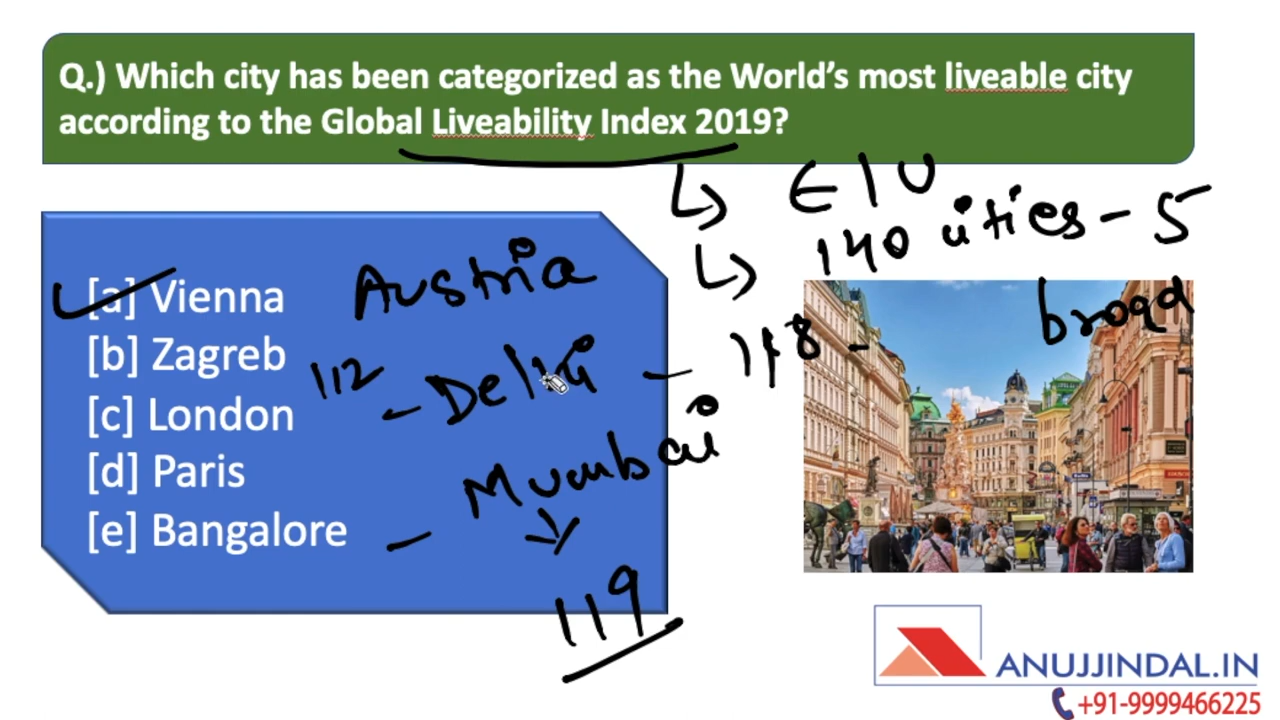 Q.) Which city has been categorized as the World's most liveable city
according to the Global Liveability Index 2019?
EIU
140 cities - 5
broad
[a] Vienna
Austria
[b] Zagreb
112 - Delhi - 118 -
[c] London
[d] Paris
- Mumbai
[e] Bangalore
119
ANUJJINDAL.IN
+91-9999466225